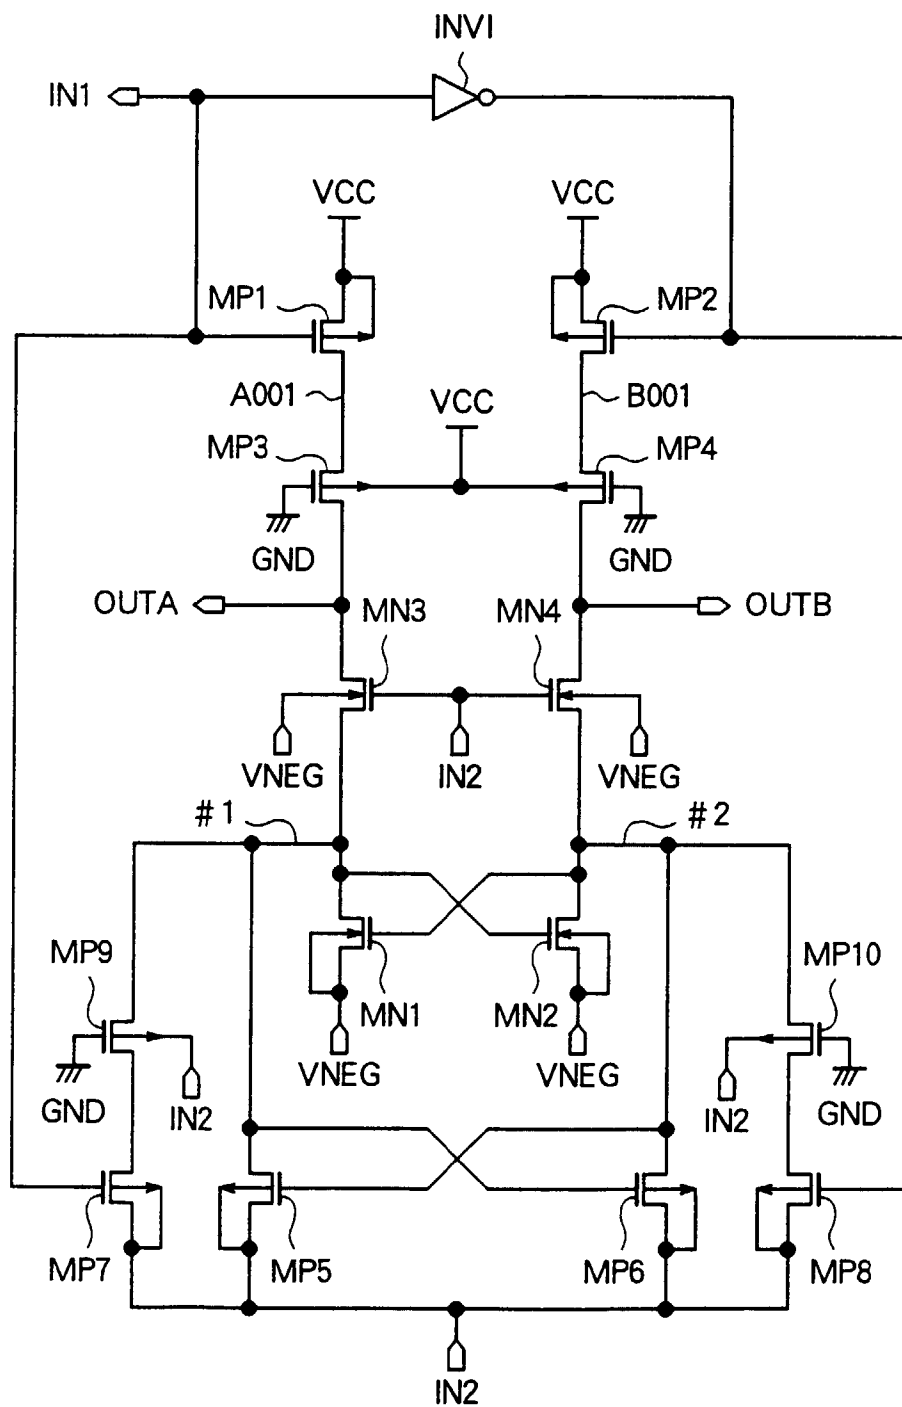 INV1
IN1
VCC
VCC
MP1
MP2
A001
B001
VCC
MP3
MP4
GND
GND
OUTA
MN3
MN4
OUTB
VNEG
IN2
VNEG
#1
#2
MP9
MP10
MN1
MN2
VNEG
VNEG
GND
IN2
IN2
GND
MP7
MP5
MP6
MP8
IN2